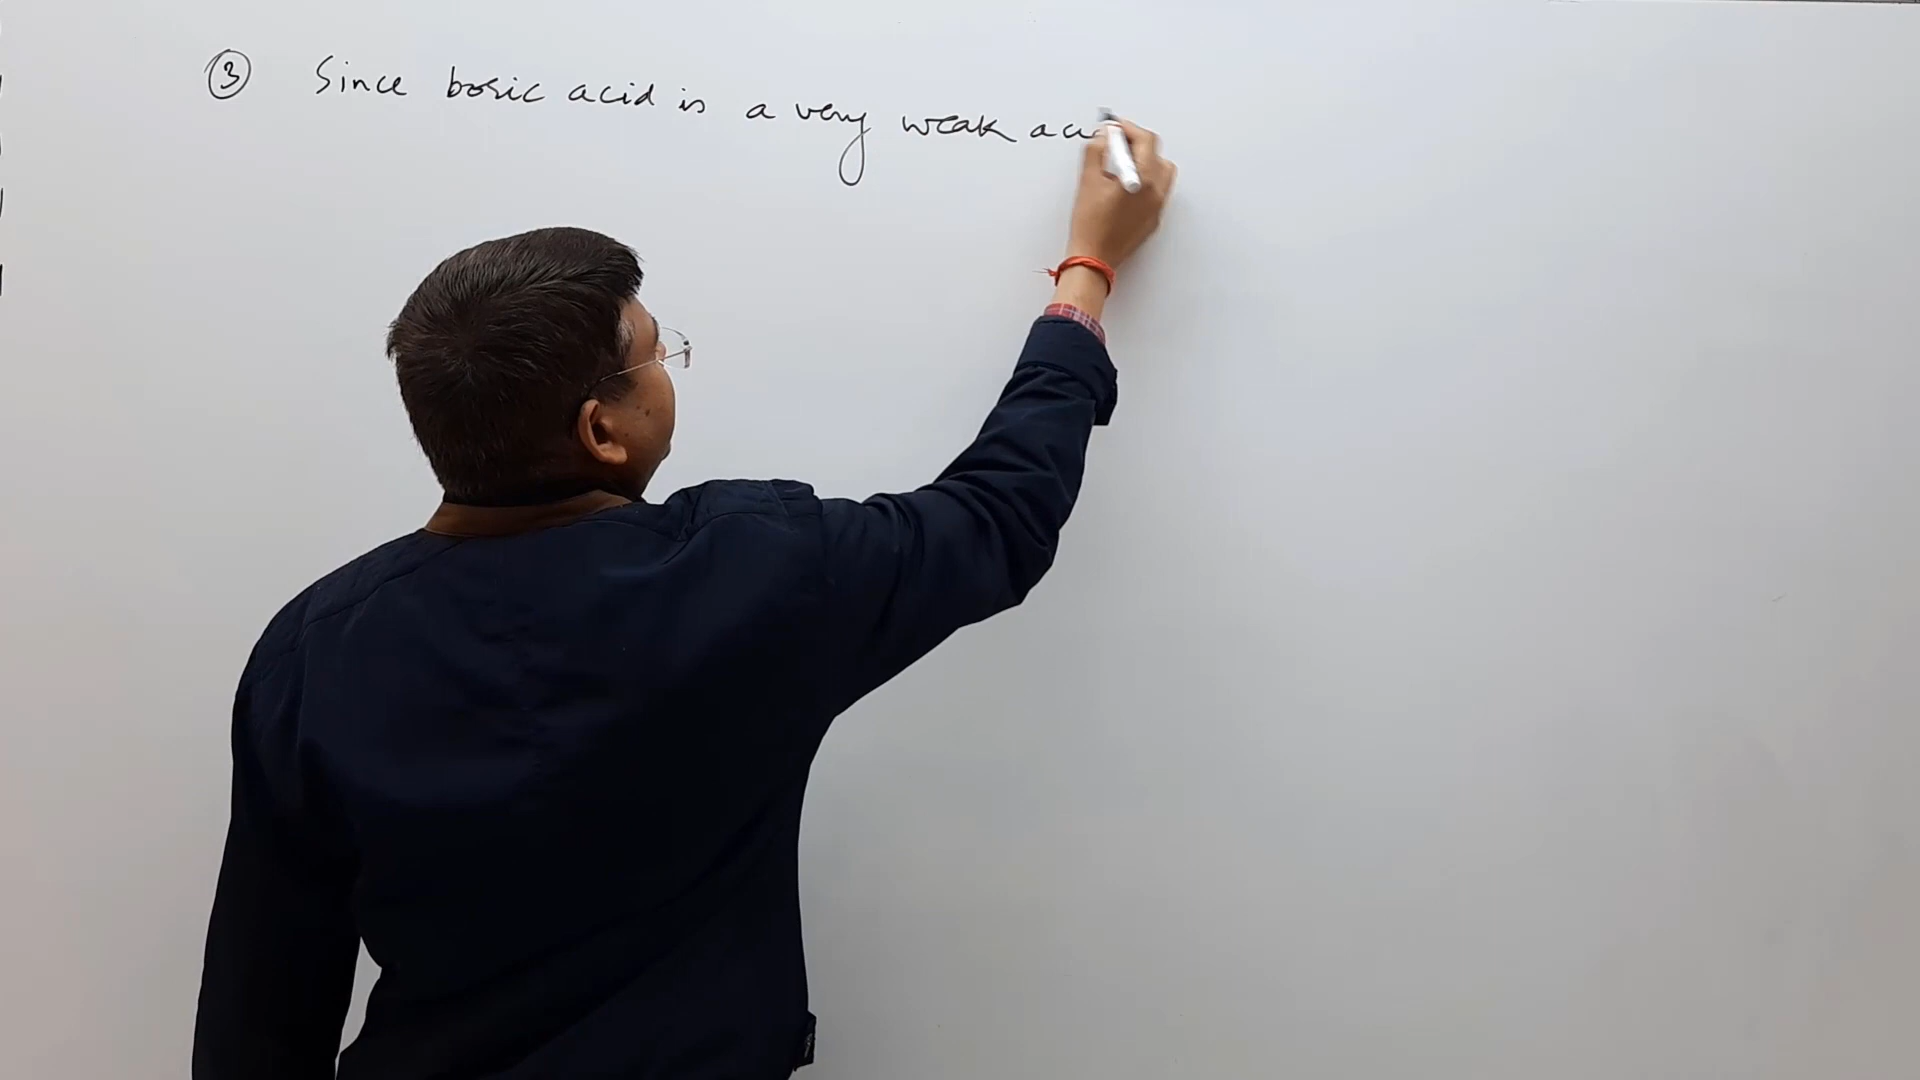 ③ Since boric acid is a very weak